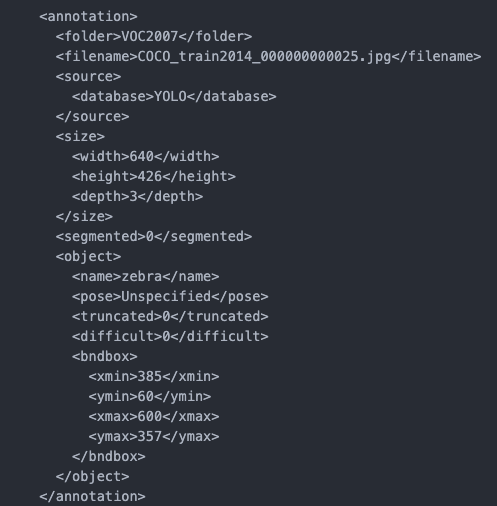 <annotation>
<folder>VOC2007</folder>
<filename>COCO_train2014_000000000025.jpg</filename>
<source>
<database>YOLO</database>
</source>
<size>
<width>640</width>
<height>426</height>
<depth>3</depth>
</size>
<segmented>0</segmented>
<object>
<name>zebra</name>
<pose>Unspecified</pose>
<truncated>0</truncated>
<difficult>0</difficult>
<bndbox>
<xmin>385</xmin>
<ymin>60</ymin>
<xmax>600</xmax>
<ymax>357</ymax>
</bndbox>
</object>
</annotation>